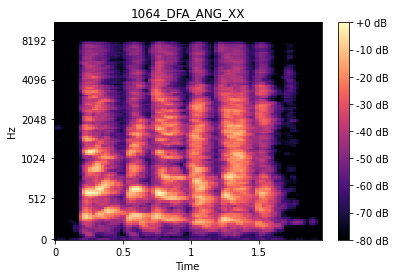 1064_DFA_ANG_XX
Hz
8192
4096
2048
1024
512
0
0
0.5
1
1.5
Time
+0 dB
-10 dB
-20 dB
-30 dB
-40 dB
-50 dB
-60 dB
-70 dB
-80 dB